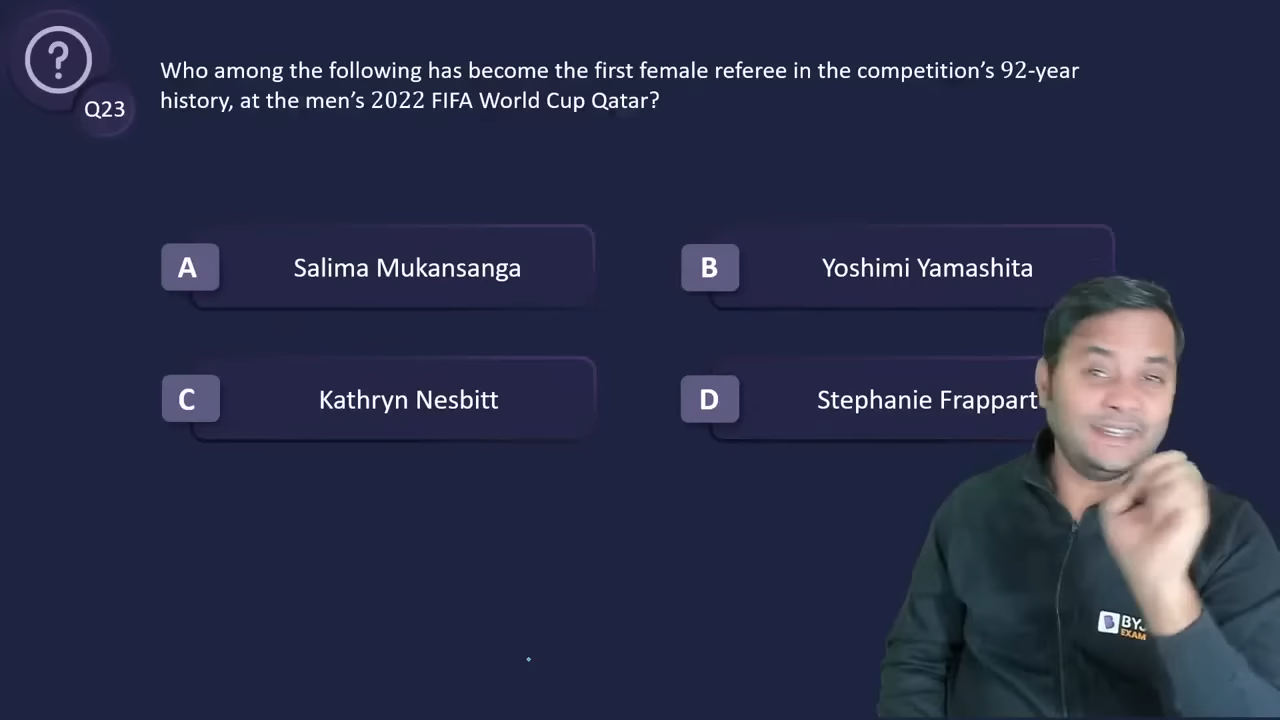 ?
Q23
Who among the following has become the first female referee in the competition’s 92-year
history, at the men’s 2022 FIFA World Cup Qatar?
A
Salima Mukansanga
B
Yoshimi Yamashita
C
Kathryn Nesbitt
D
Stephanie Frappart
EXAM